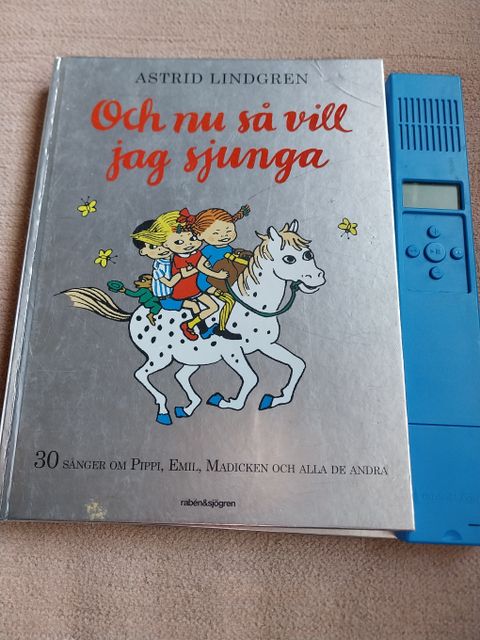 ASTRID LINDGREN
Och nu så vill
jag sjunga
30 SÅNGER OM PIPPI, EMIL, MADICKEN OCH ALLA DE ANDRA
rabén&sjögren